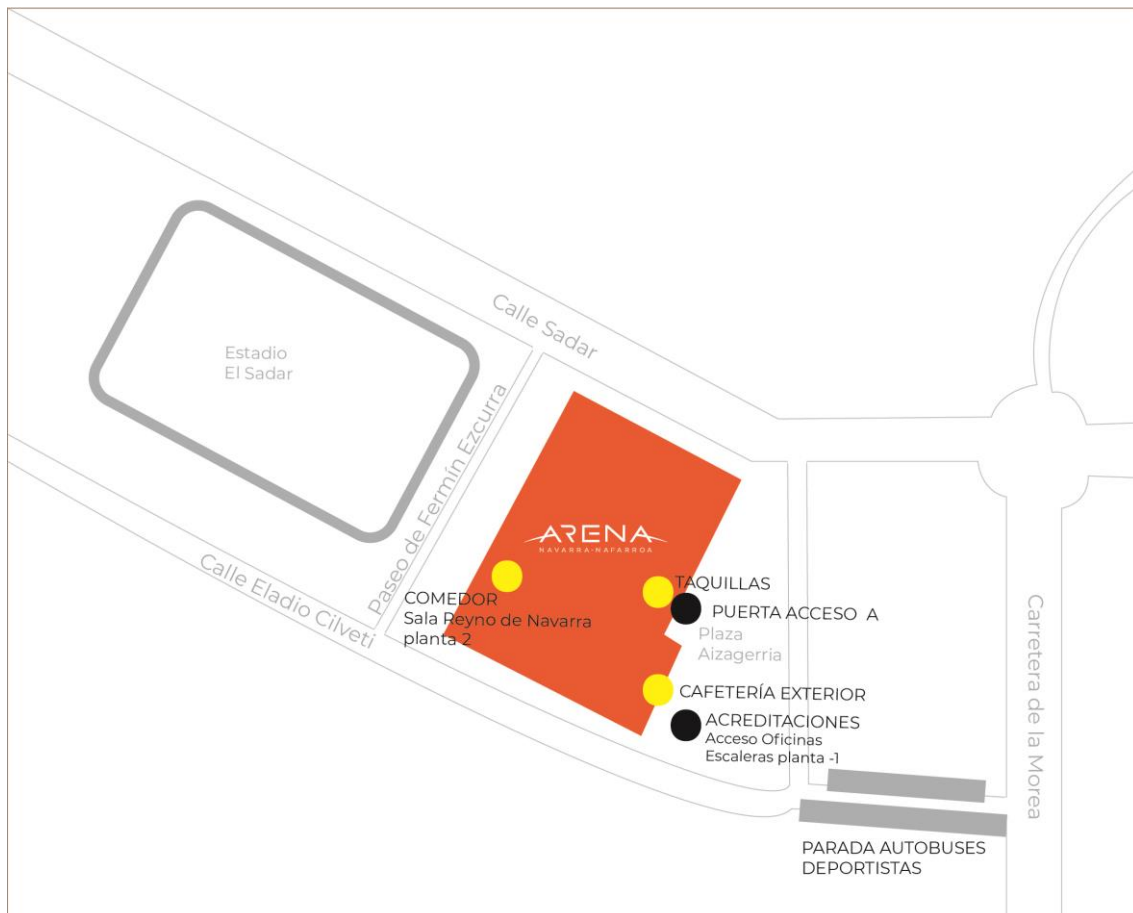 Calle Sadar
Estadio
El Sadar
Paseo de Fermín Ezcurra
ARENA
NAVARRA-NAFARROA
Calle Eladio Cilveti
COMEDOR
Sala Reyno de Navarra
planta 2
TAQUILLAS
PUERTA ACCESO A
Plaza
Aizagerria
CAFETERÍA EXTERIOR
ACREDITACIONES
Acceso Oficinas
Escaleras planta -1
Carretera de la Morea
PARADA AUTOBUSES
DEPORTISTAS